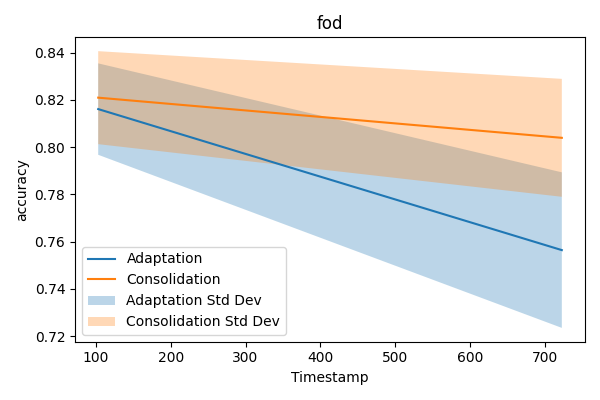 fod
0.84
0.82
0.80
0.78
0.76
0.74
0.72
accuracy
Adaptation
Consolidation
Adaptation Std Dev
Consolidation Std Dev
100 200 300 400 500 600 700
Timestamp